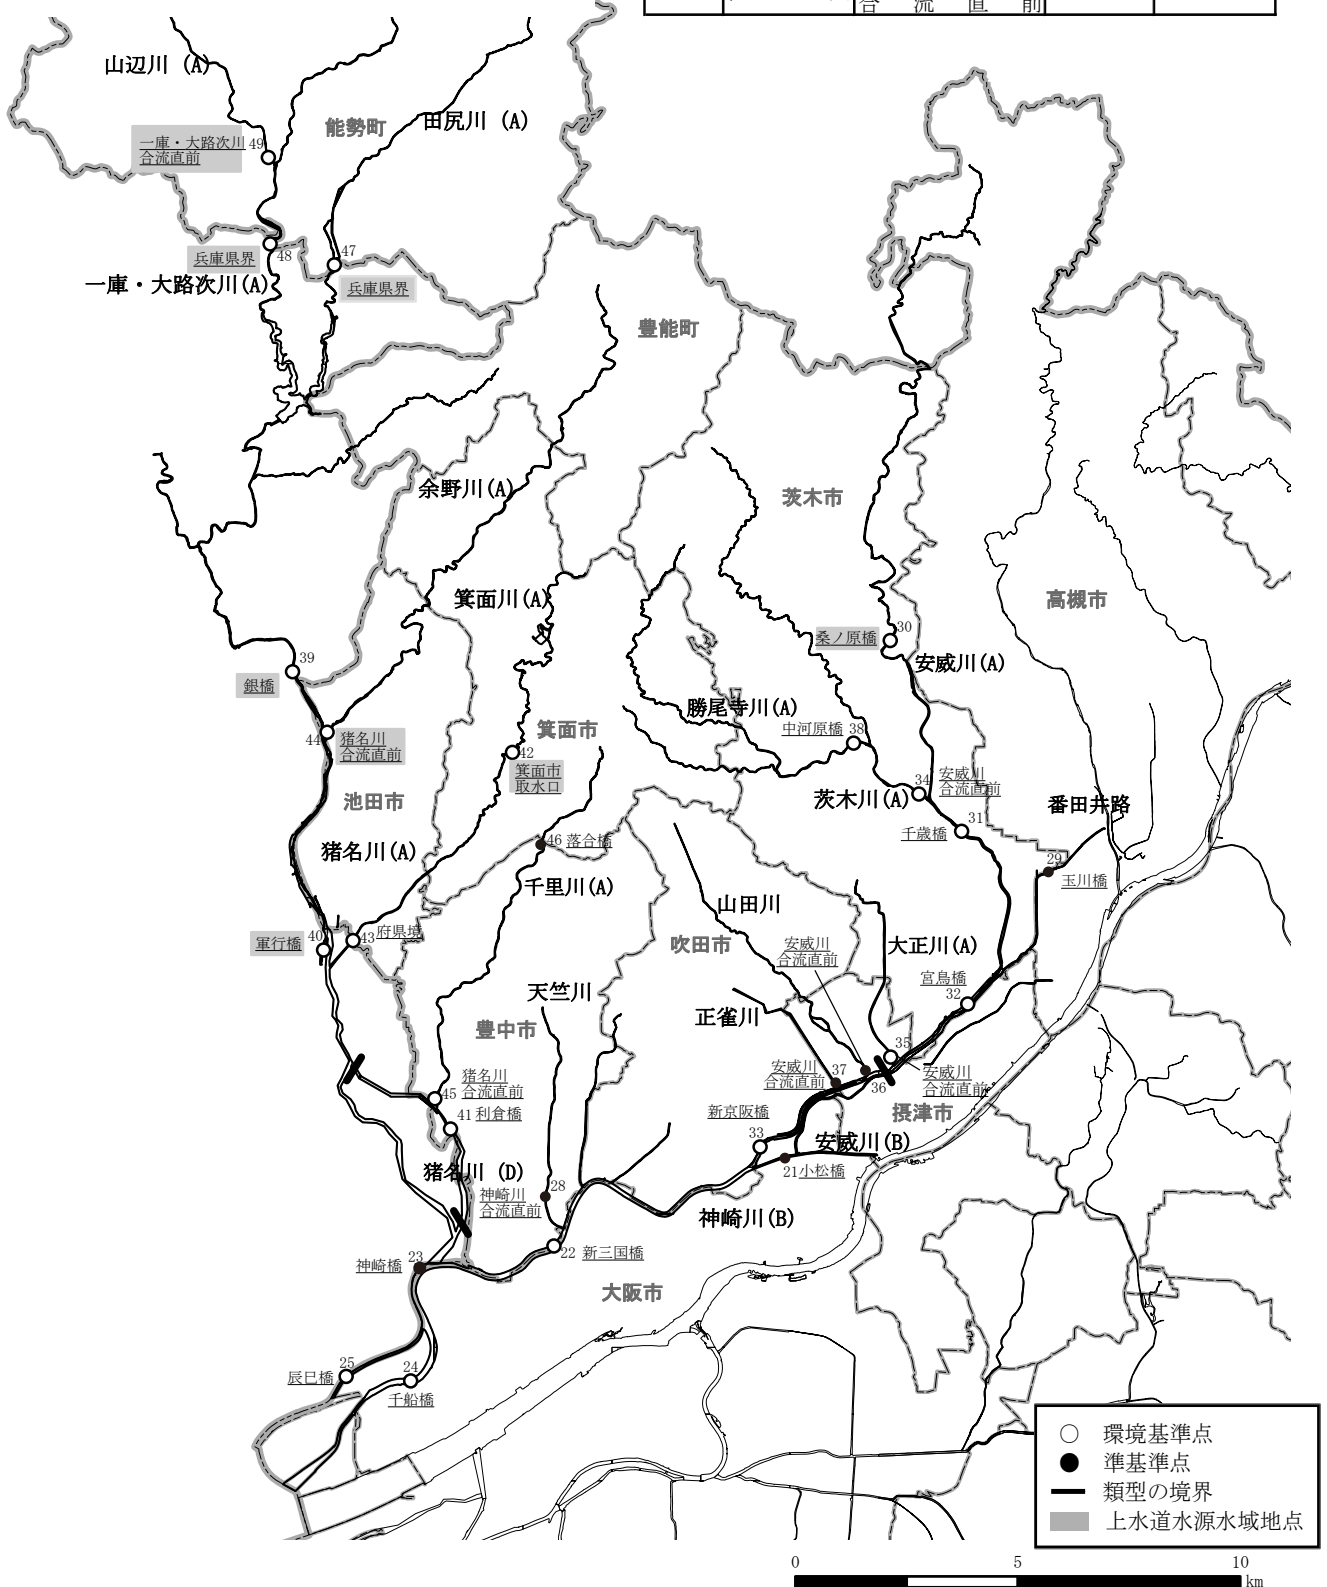 合流直前
山辺川 (A)
能勢町
田尻川 (A)
一庫・大路次川
合流直前
49
兵庫県界
48
47
兵庫県界
一庫・大路次川(A)
豊能町
余野川(A)
茨木市
箕面川(A)
高槻市
30
桑ノ原橋
安威川(A)
39
銀橋
勝尾寺川(A)
44
猪名川
合流直前
箕面市
中河原橋
38
42
箕面市
取水口
池田市
34
安威川
合流直前
茨木川(A)
番田井路
31
千歳橋
猪名川(A)
46 落合橋
29
玉川橋
千里川(A)
山田川
吹田市
安威川
合流直前
大正川(A)
軍行橋
40
43
府県境
宮鳥橋
32
天竺川
正雀川
豊中市
35
安威川
合流直前
37
36
安威川
合流直前
猪名川
合流直前
45
摂津市
新京阪橋
41 利倉橋
33
安威川(B)
21小松橋
猪名川 (D)
神崎川
合流直前
28
神崎川(B)
22 新三国橋
神崎橋
23
大阪市
25
辰巳橋
24
千船橋
○ 環境基準点
● 準基準点
類型の境界
上水道水源水域地点
0 5 10
km